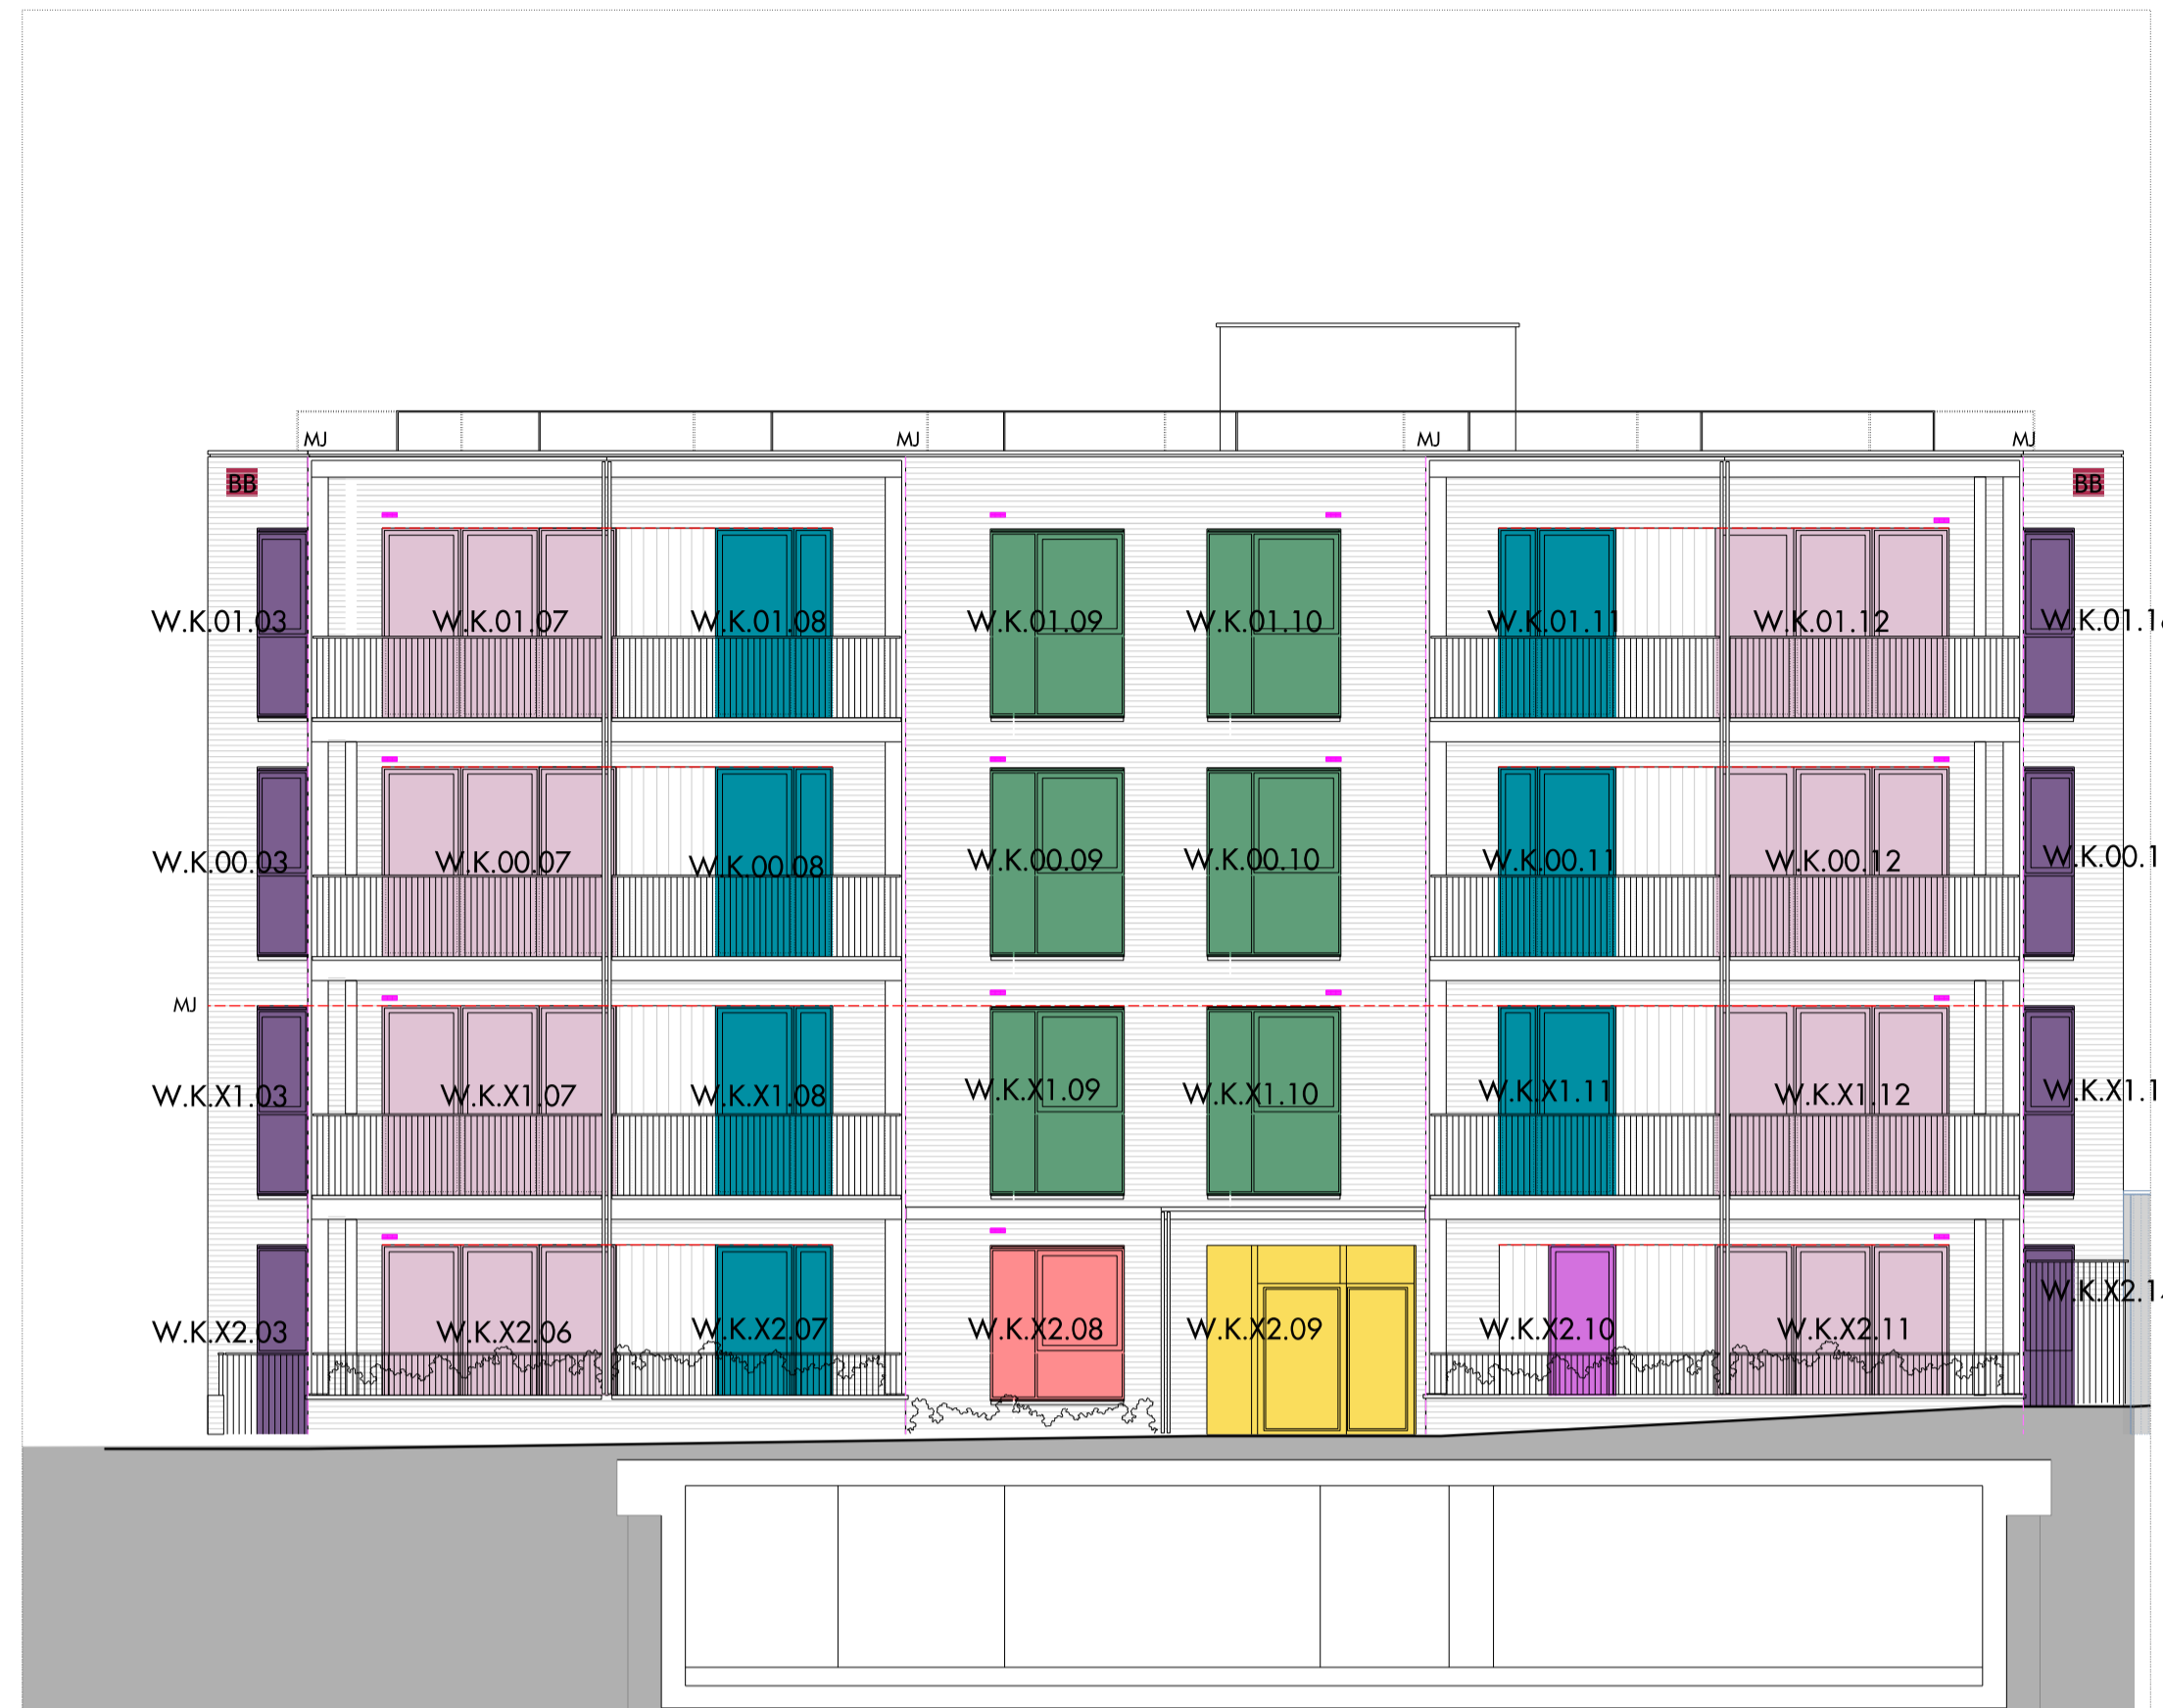 MJ MJ MJ MJ
BB BB
W.K.01.03 W.K.01.07 W.K.01.08 W.K.01.09 W.K.01.10 W.K.01.11 W.K.01.12
W.K.00.03 W.K.00.07 W.K.00.08 W.K.00.09 W.K.00.10 W.K.00.11 W.K.00.12
MJ
W.K.X1.03 W.K.X1.07 W.K.X1.08 W.K.X1.09 W.K.X1.10 W.K.X1.11 W.K.X1.12
W.K.X2.03 W.K.X2.06 W.K.X2.07 W.K.X2.08 W.K.X2.09 W.K.X2.10 W.K.X2.11